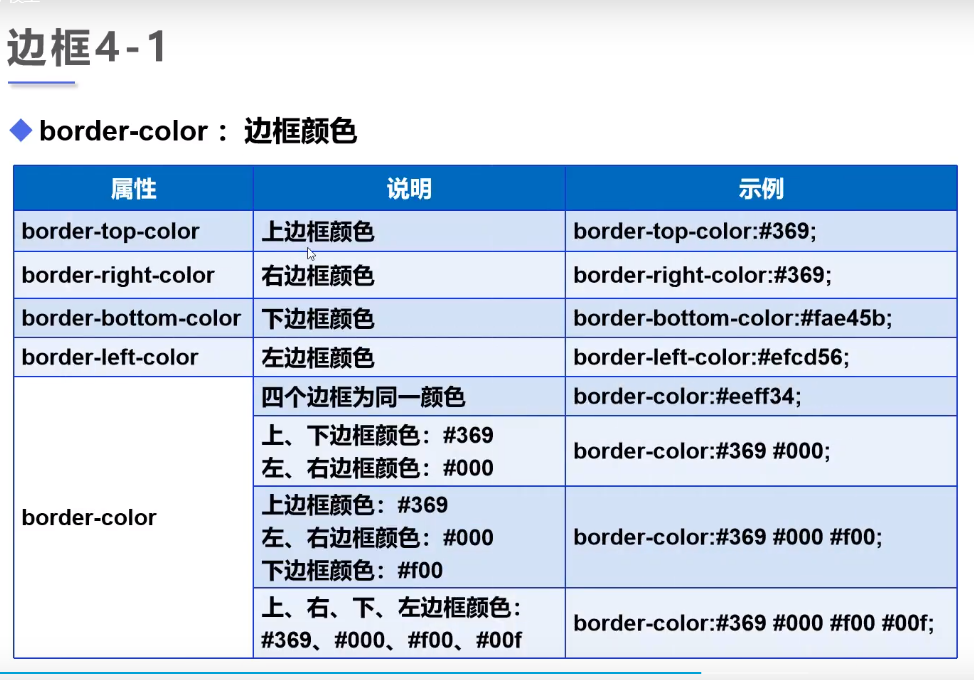 边框4-1
border-color：边框颜色
属性 说明 示例
border-top-color 上边框颜色 border-top-color:#369;
border-right-color 右边框颜色 border-right-color:#369;
border-bottom-color 下边框颜色 border-bottom-color:#fae45b;
border-left-color 左边框颜色 border-left-color:#efcd56;
border-color
四个边框为同一颜色 border-color:#eeff34;
上、下边框颜色：#369
左、右边框颜色：#000
border-color:#369 #000;
上边框颜色：#369
左、右边框颜色：#000
下边框颜色：#f00
border-color:#369 #000 #f00;
上、右、下、左边框颜色：
#369、#000、#f00、#00f
border-color:#369 #000 #f00 #00f;